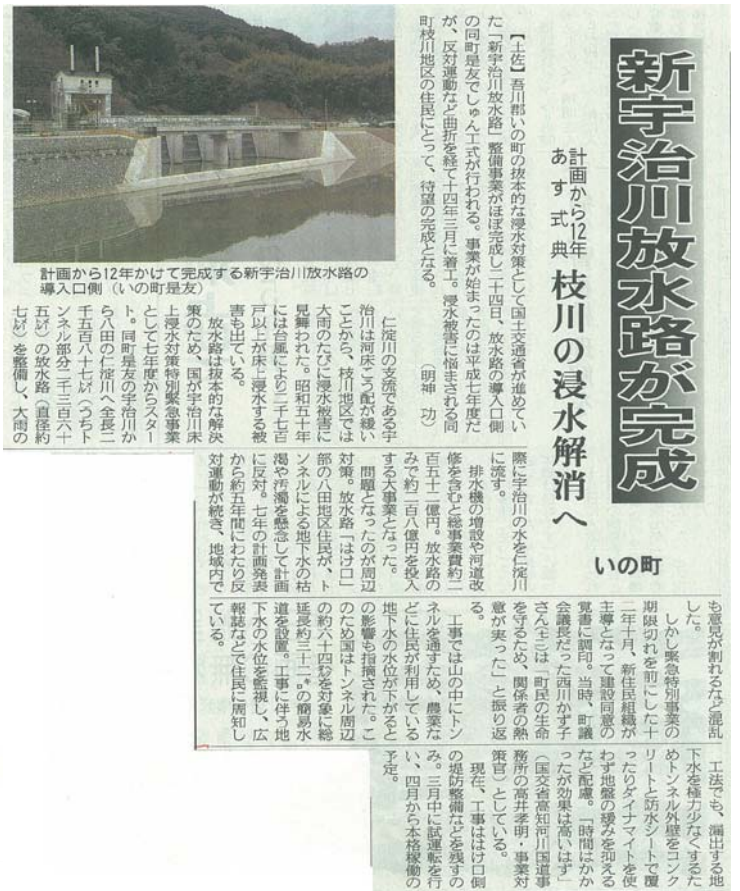 新宇治川放水路が完成
計画から12年
あす式典
枝川の浸水解消へ
いの町
【土佐】吾川郡いの町の抜本的な浸水対策として国土交通省が進めてい
た「新宇治川放水路」整備事業がほぼ完成し二十四日、放水路の導入口側
の同町是友でしゅん工式が行われる。事業が始まったのは平成七年度だ
が、反対運動など曲折を経て十四年三月に着工。浸水被害に悩まされる同
町枝川地区の住民にとって、待望の完成となる。
(明神 功)
計画から12年かけて完成する新宇治川放水路の
導入口側(いの町是友)
仁淀川の支流である宇
治川は河床こう配が緩い
ことから、枝川地区では
大雨のたびに浸水被害に
見舞われた。昭和五十年
には台風により二千七百
戸以上が床上浸水する被
害も出ている。
放水路は抜本的な解決
策のため、国が宇治川床
上浸水対策特別緊急事業
として七年度からスター
ト。同町是友の宇治川か
ら八田の仁淀川へ全長二
千五百八十七㍍(うちト
ンネル部分二千三百六十
五㍍)の放水路(直径約
七㍍)を整備し、大雨の
際に宇治川の水を仁淀川
に流す。
排水機の増設や河道改
修を含むと総事業費約二
百五十二億円。放水路の
みで約二百八億円を投入
する大事業となった。
問題となったのが周辺
対策。放水路「はけ口」
部の八田地区住民が、ト
ンネルによる地下水の枯
渇や汚濁を懸念して計画
に反対。七年の計画発表
から約五年間にわたり反
対運動が続き、地域内で
も意見が割れるなど混乱
した。
しかし緊急特別事業の
期限切れを前にした十
二年十月、新住民組織が
主導となって建設同意の
覚書に調印。当時、町議
会議長だった西川かず子
さん(七三)は「町民の生命
を守るため、関係者の熱
意が実った」と振り返
る。
工事では山の中にトン
ネルを通すため、農業な
どに住民が利用している
地下水の水位が下がると
の影響も指摘された。こ
のため国はトンネル周辺
の約六十四㌶を対象に総
延長約三十二㌔の簡易水
道を設置。工事に伴う地
下水の水位を監視し、広
報誌などで住民に周知し
ている。
工法でも、漏出する地
下水を極力少なくするた
めトンネル外壁をコンク
リートと防水シートで覆
ったりダイナマイトを使
わず地盤の緩みを抑える
など配慮。「時間はかか
ったが効果は高いはず」
(国交省高知河川国道事
務所の高井孝明・事業対
策官)としている。
現在、工事ははけ口側
の堤防整備などを残すの
み。三月中に試運転を行
い、四月から本格稼働の
予定。